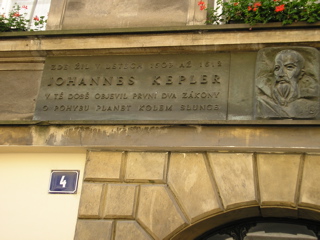 ZDE ŽIL V LETECH 1607 AŽ 1612
JOHANNES KEPLER
V TÉ DOBĚ OBJEVIL PRVNÍ DVA ZÁKONY
O POHYBU PLANET KOLEM SLUNCE
4